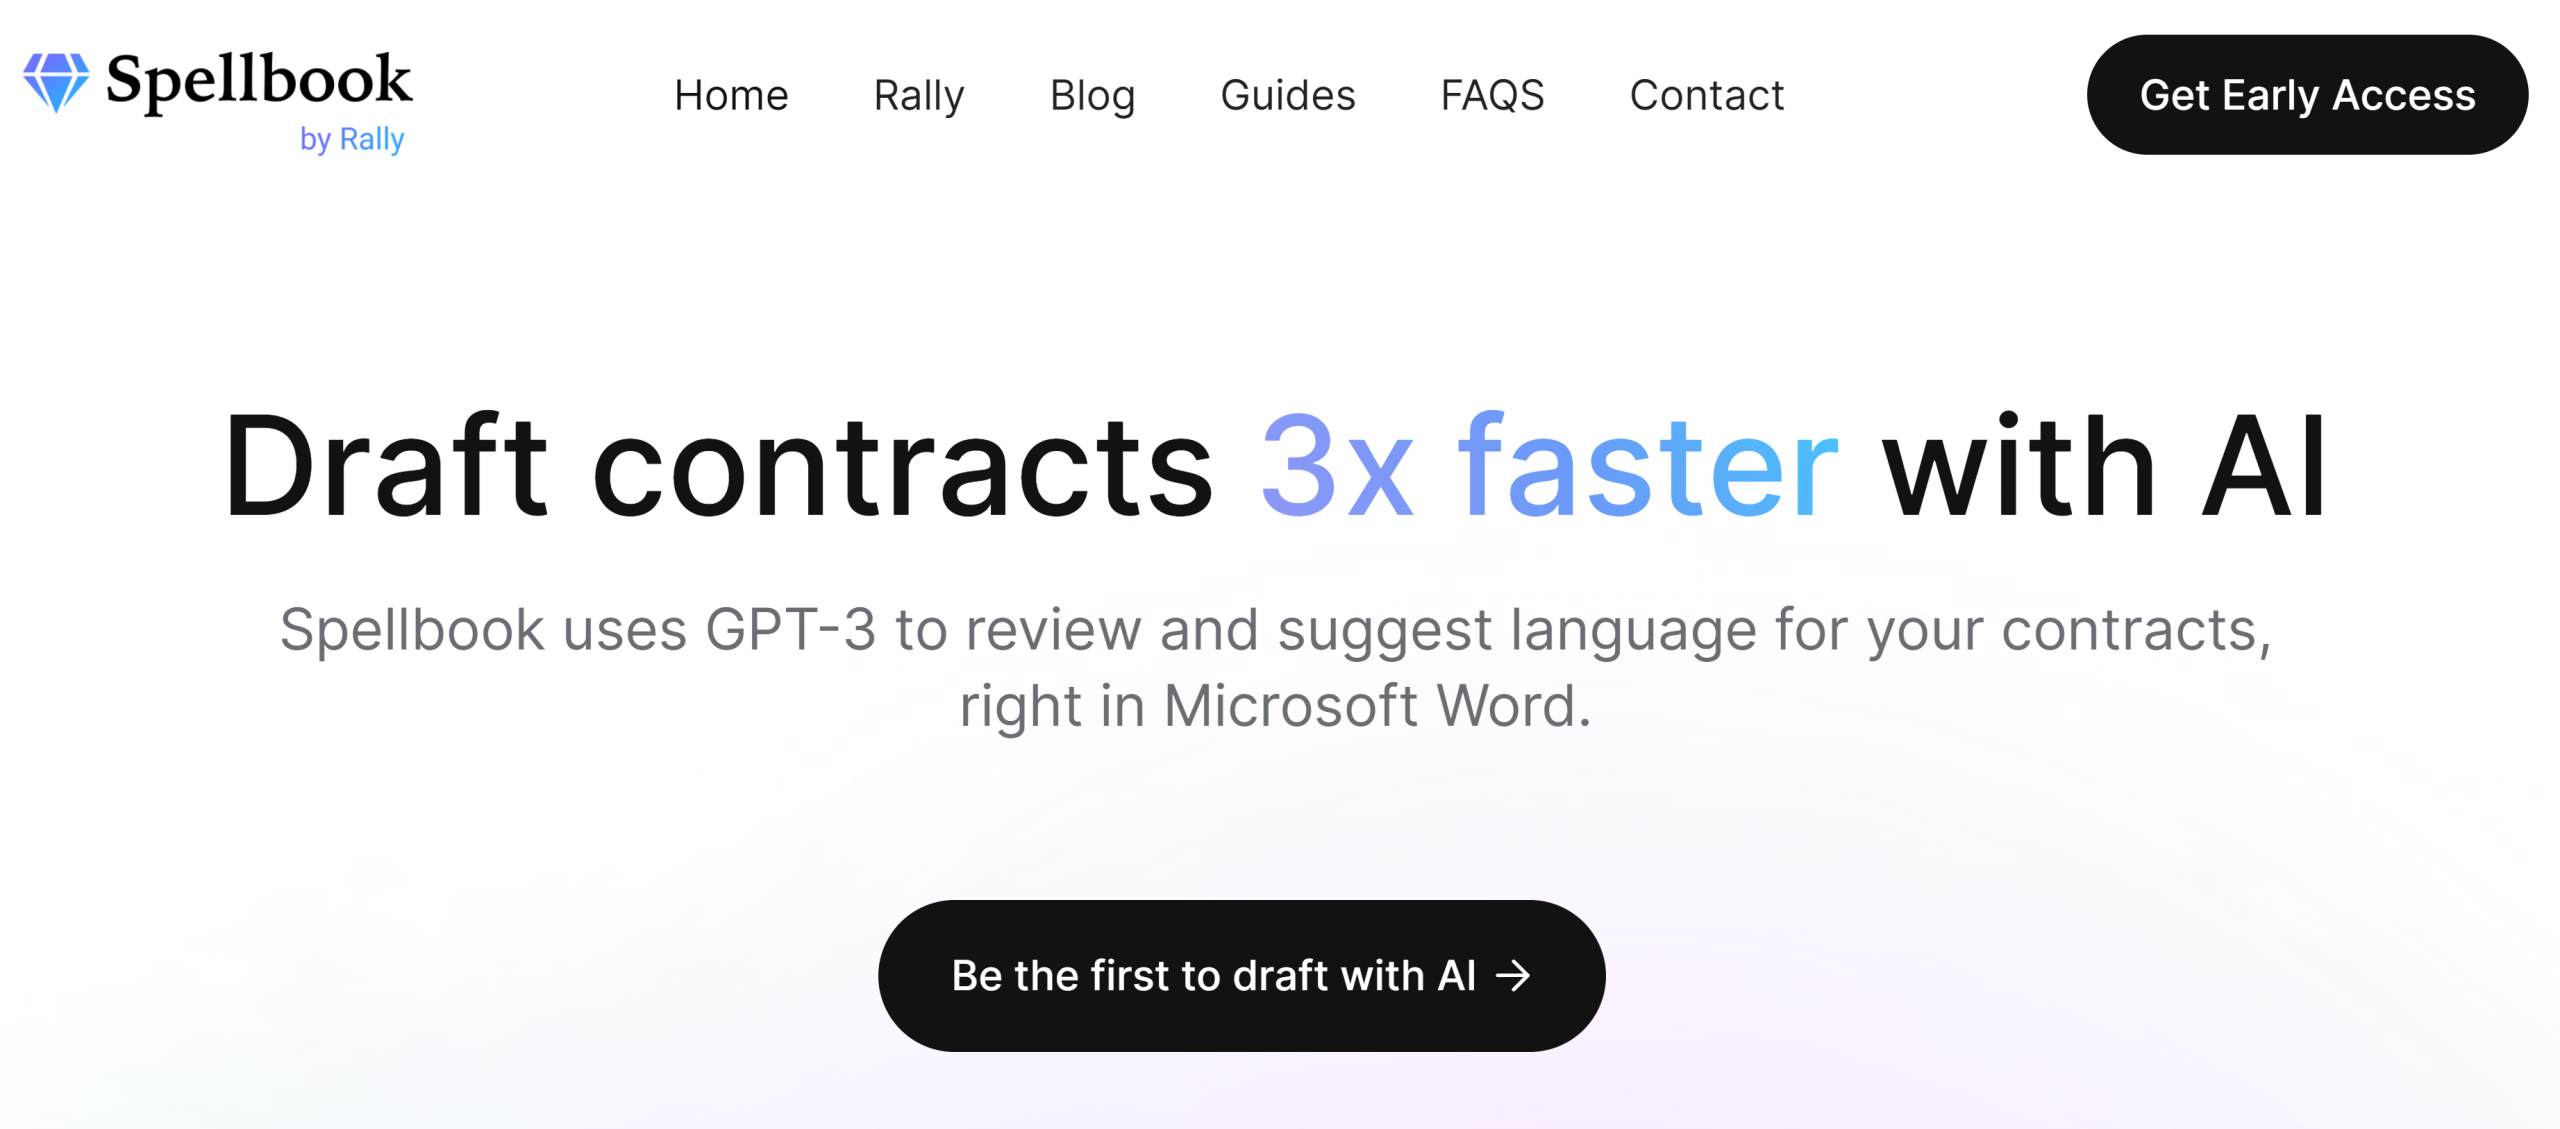 Spellbook
by Rally
Home Rally Blog Guides FAQS Contact
Get Early Access
Draft contracts 3x faster with AI
Spellbook uses GPT-3 to review and suggest language for your contracts,
right in Microsoft Word.
Be the first to draft with AI →